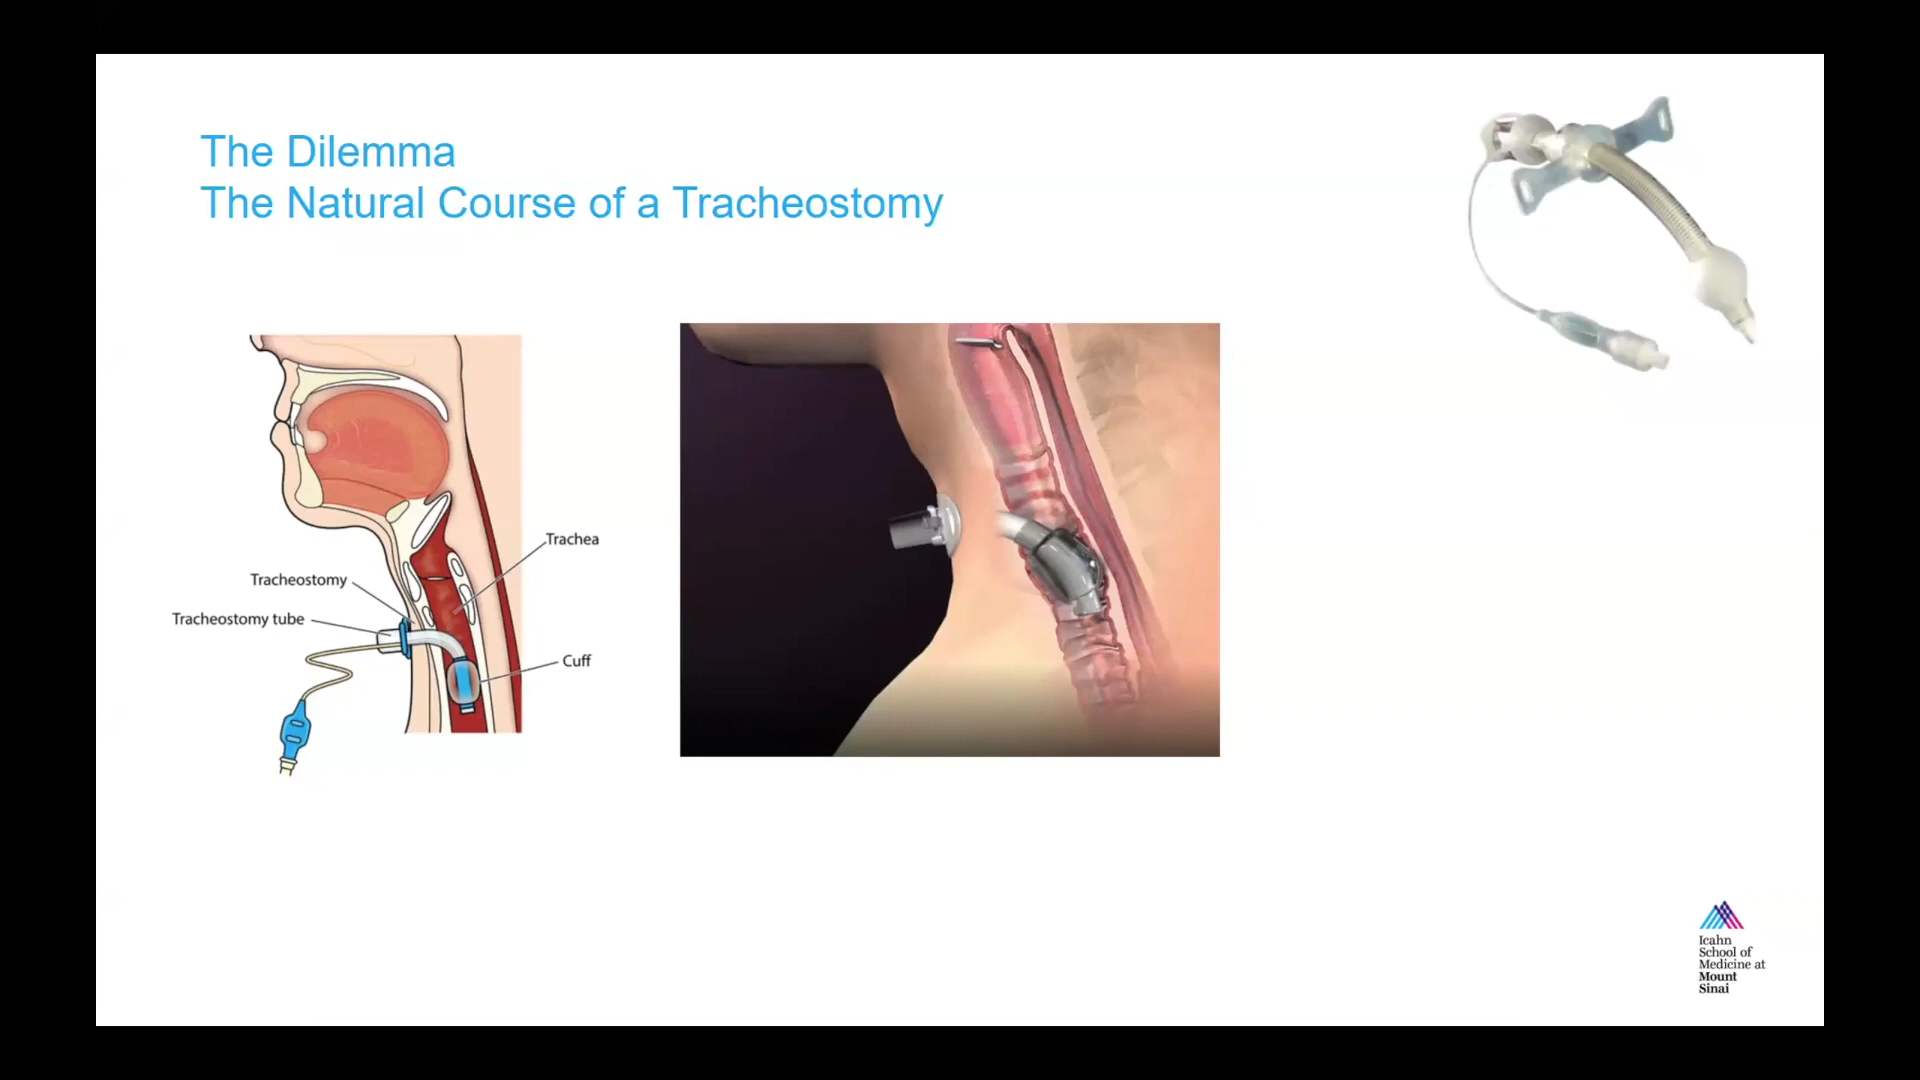 The Dilemma
The Natural Course of a Tracheostomy
Trachea
Tracheostomy
Tracheostomy tube
Cuff
Icahn
School of
Medicine at
Mount
Sinai